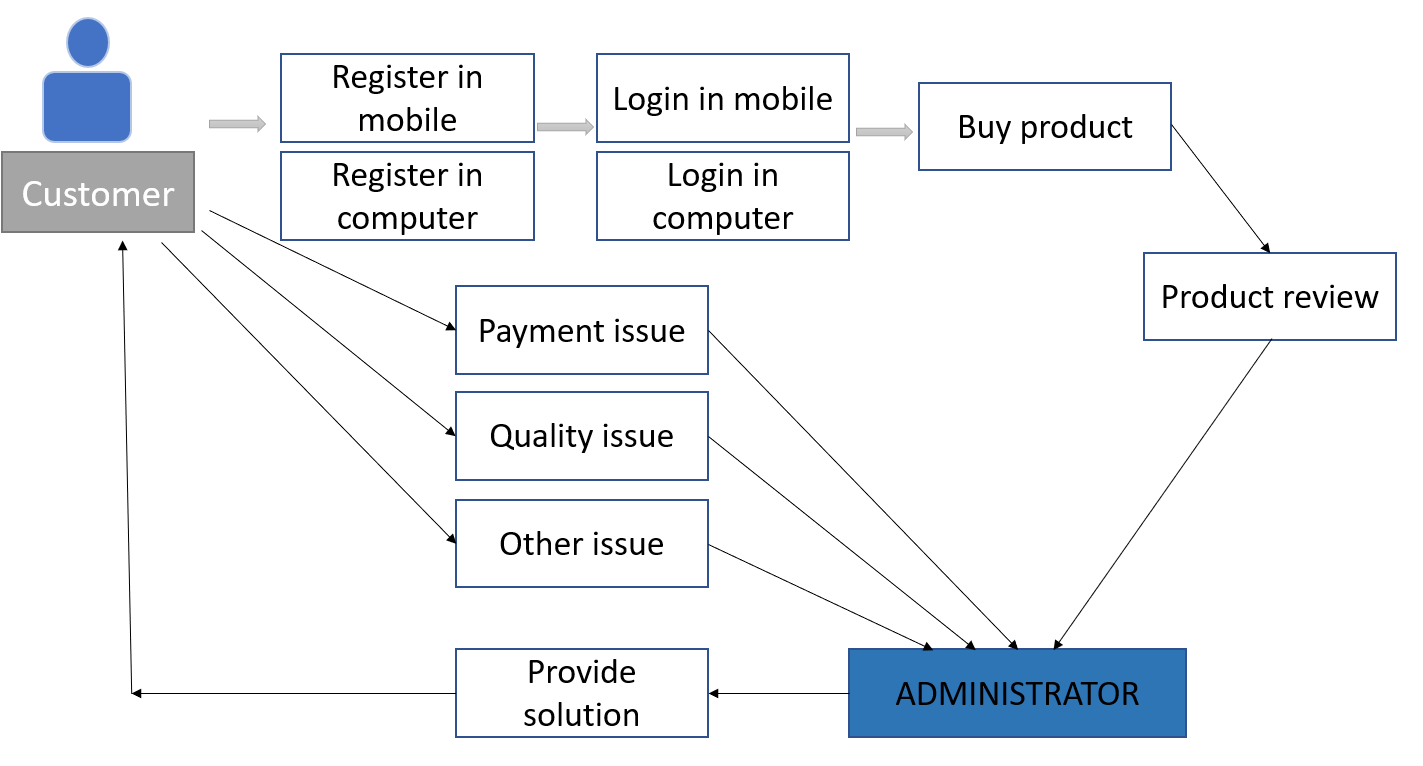 Customer
Register in
mobile
Register in
computer
Login in mobile
Login in
computer
Buy product
Product review
Payment issue
Quality issue
Other issue
Provide
solution
ADMINISTRATOR